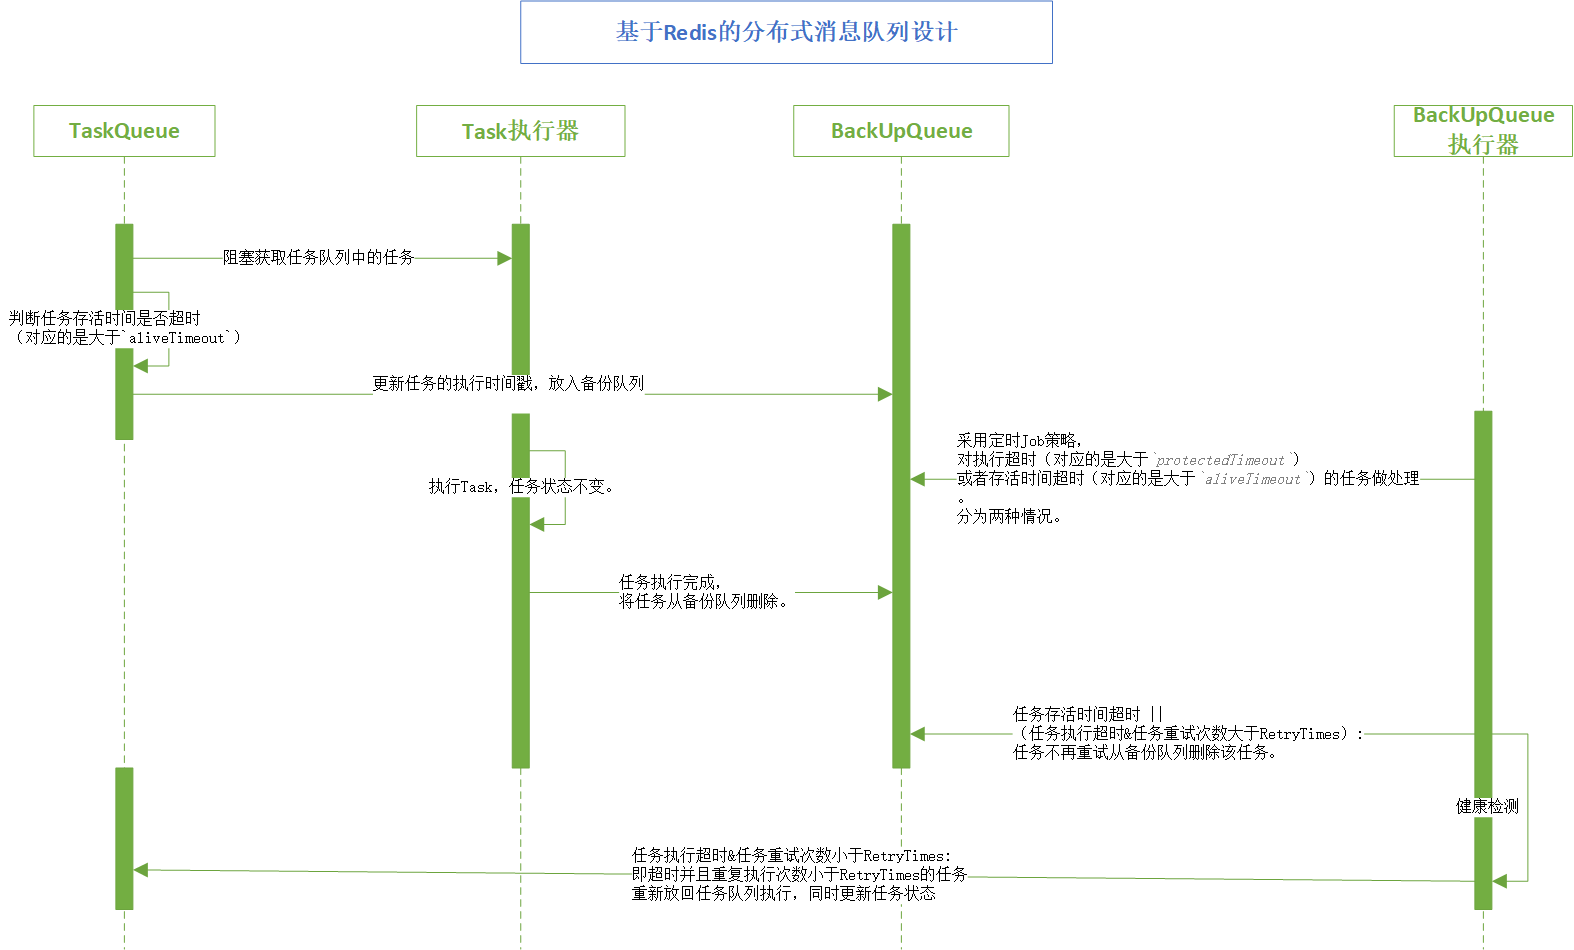 基于Redis的分布式消息队列设计
TaskQueue
Task执行器
BackUpQueue
BackUpQueue
执行器
阻塞获取任务队列中的任务
判断任务存活时间是否超时
（对应的是大于`aliveTimeout`）
更新任务的执行时间戳，放入备份队列
采用定时Job策略，
对执行超时（对应的是大于`protectedTimeout`）
或者存活时间超时（对应的是大于`aliveTimeout`）的任务做处理
。
分为两种情况。
执行Task，任务状态不变。
任务执行完成，
将任务从备份队列删除。
任务存活时间超时 ||
（任务执行超时&任务重试次数大于RetryTimes）:
任务不再重试从备份队列删除该任务。
健康检测
任务执行超时&任务重试次数小于RetryTimes:
即超时并且重复执行次数小于RetryTimes的任务
重新放回任务队列执行，同时更新任务状态